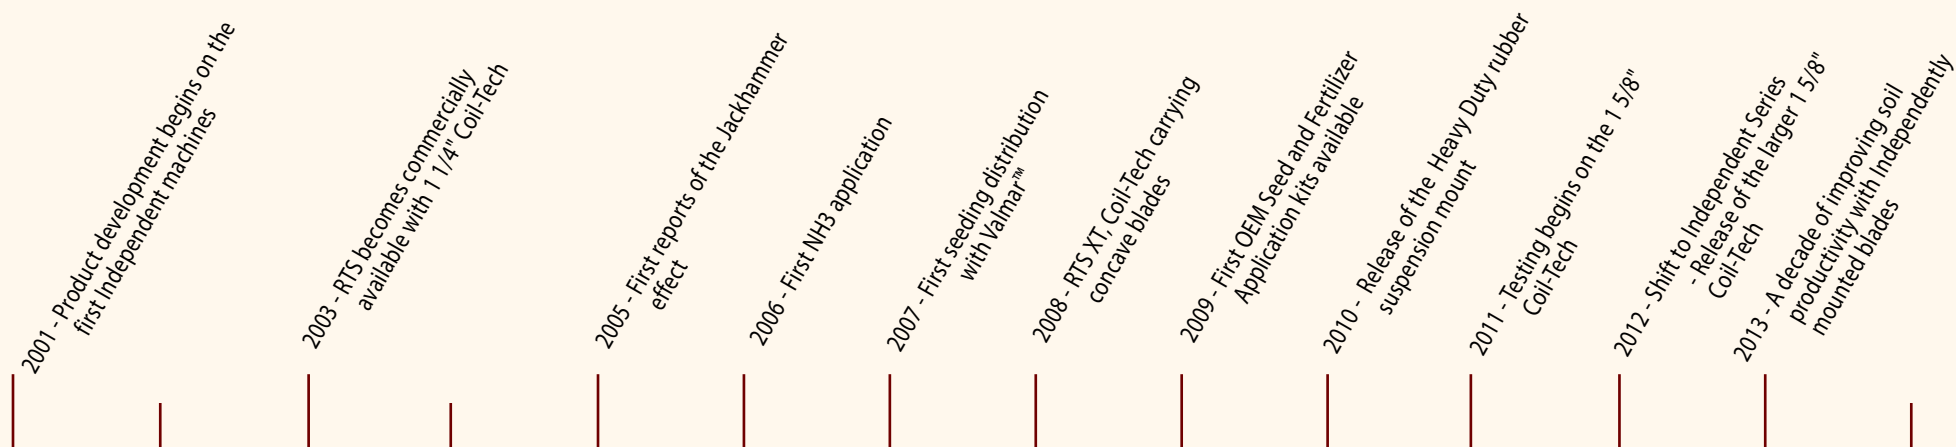 2001 - Product development begins on the
first Independent machines
2003 - RTS becomes commercially
available with 1 1/4" Coil-Tech
2005 - First reports of the Jackhammer
effect
2006 - First NH3 application
2007 - First seeding distribution
with Valmar™
2008 - RTS XT, Coil-Tech carrying
concave blades
2009 - First OEM Seed and Fertilizer
Application kits available
2010 - Release of the Heavy Duty rubber
suspension mount
2011 - Testing begins on the 1 5/8"
Coil-Tech
2012 - Shift to Independent Series
- Release of the larger 1 5/8"
Coil-Tech
2013 - A decade of improving soil
productivity with Independently
mounted blades